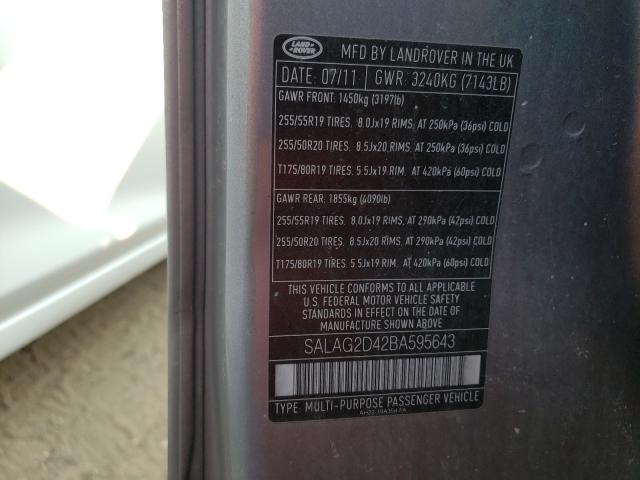 LAND ROVER
MFD BY LANDROVER IN THE UK
DATE: 07/11 GWR: 3240KG (7143LB)
GAWR FRONT: 1450kg (3197lb)
255/55R19 TIRES. 8.0Jx19 RIMS. AT 250kPa (36psi) COLD
255/50R20 TIRES. 8.5Jx20 RIMS. AT 250kPa (36psi) COLD
T175/80R19 TIRES. 5.5Jx19 RIM. AT 420kPa (60psi) COLD
GAWR REAR: 1855kg (4090lb)
255/55R19 TIRES. 8.0Jx19 RIMS. AT 290kPa (42psi) COLD
255/50R20 TIRES. 8.5Jx20 RIMS. AT 290kPa (42psi) COLD
T175/80R19 TIRES. 5.5Jx19 RIM. AT 420kPa (60psi) COLD
THIS VEHICLE CONFORMS TO ALL APPLICABLE
U.S. FEDERAL MOTOR VEHICLE SAFETY
STANDARDS IN EFFECT ON THE DATE OF
MANUFACTURE SHOWN ABOVE
SALAG2D42BA595643
TYPE: MULTI-PURPOSE PASSENGER VEHICLE